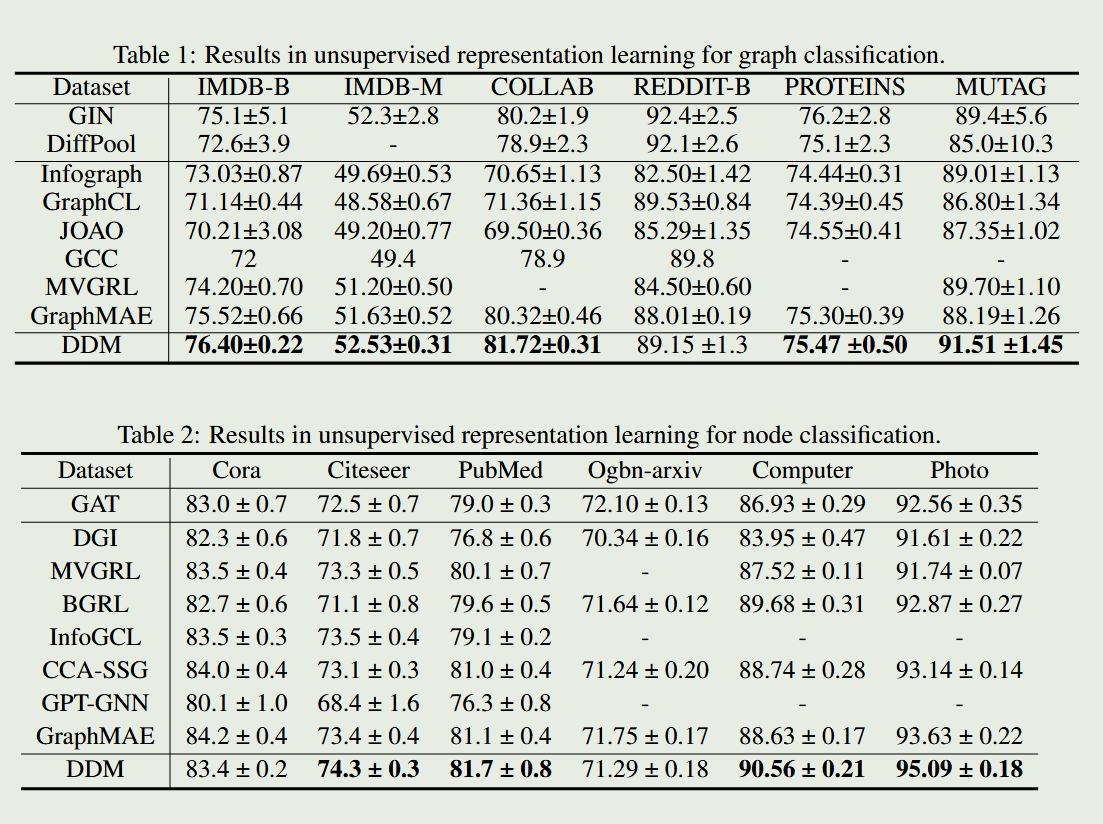 Table 1: Results in unsupervised representation learning for graph classification.
Dataset IMDB-B IMDB-M COLLAB REDDIT-B PROTEINS MUTAG
GIN 75.1±5.1 52.3±2.8 80.2±1.9 92.4±2.5 76.2±2.8 89.4±5.6
DiffPool 72.6±3.9 - 78.9±2.3 92.1±2.6 75.1±2.3 85.0±10.3
Infograph 73.03±0.87 49.69±0.53 70.65±1.13 82.50±1.42 74.44±0.31 89.01±1.13
GraphCL 71.14±0.44 48.58±0.67 71.36±1.15 89.53±0.84 74.39±0.45 86.80±1.34
JOAO 70.21±3.08 49.20±0.77 69.50±0.36 85.29±1.35 74.55±0.41 87.35±1.02
GCC 72 49.4 78.9 89.8 - -
MVGRL 74.20±0.70 51.20±0.50 - 84.50±0.60 - 89.70±1.10
GraphMAE 75.52±0.66 51.63±0.52 80.32±0.46 88.01±0.19 75.30±0.39 88.19±1.26
DDM 76.40±0.22 52.53±0.31 81.72±0.31 89.15 ±1.3 75.47 ±0.50 91.51 ±1.45
Table 2: Results in unsupervised representation learning for node classification.
Dataset Cora Citeseer PubMed Ogbn-arxiv Computer Photo
GAT 83.0 ± 0.7 72.5 ± 0.7 79.0 ± 0.3 72.10 ± 0.13 86.93 ± 0.29 92.56 ± 0.35
DGI 82.3 ± 0.6 71.8 ± 0.7 76.8 ± 0.6 70.34 ± 0.16 83.95 ± 0.47 91.61 ± 0.22
MVGRL 83.5 ± 0.4 73.3 ± 0.5 80.1 ± 0.7 - 87.52 ± 0.11 91.74 ± 0.07
BGRL 82.7 ± 0.6 71.1 ± 0.8 79.6 ± 0.5 71.64 ± 0.12 89.68 ± 0.31 92.87 ± 0.27
InfoGCL 83.5 ± 0.3 73.5 ± 0.4 79.1 ± 0.2 - - -
CCA-SSG 84.0 ± 0.4 73.1 ± 0.3 81.0 ± 0.4 71.24 ± 0.20 88.74 ± 0.28 93.14 ± 0.14
GPT-GNN 80.1 ± 1.0 68.4 ± 1.6 76.3 ± 0.8 - - -
GraphMAE 84.2 ± 0.4 73.4 ± 0.4 81.1 ± 0.4 71.75 ± 0.17 88.63 ± 0.17 93.63 ± 0.22
DDM 83.4 ± 0.2 74.3 ± 0.3 81.7 ± 0.8 71.29 ± 0.18 90.56 ± 0.21 95.09 ± 0.18